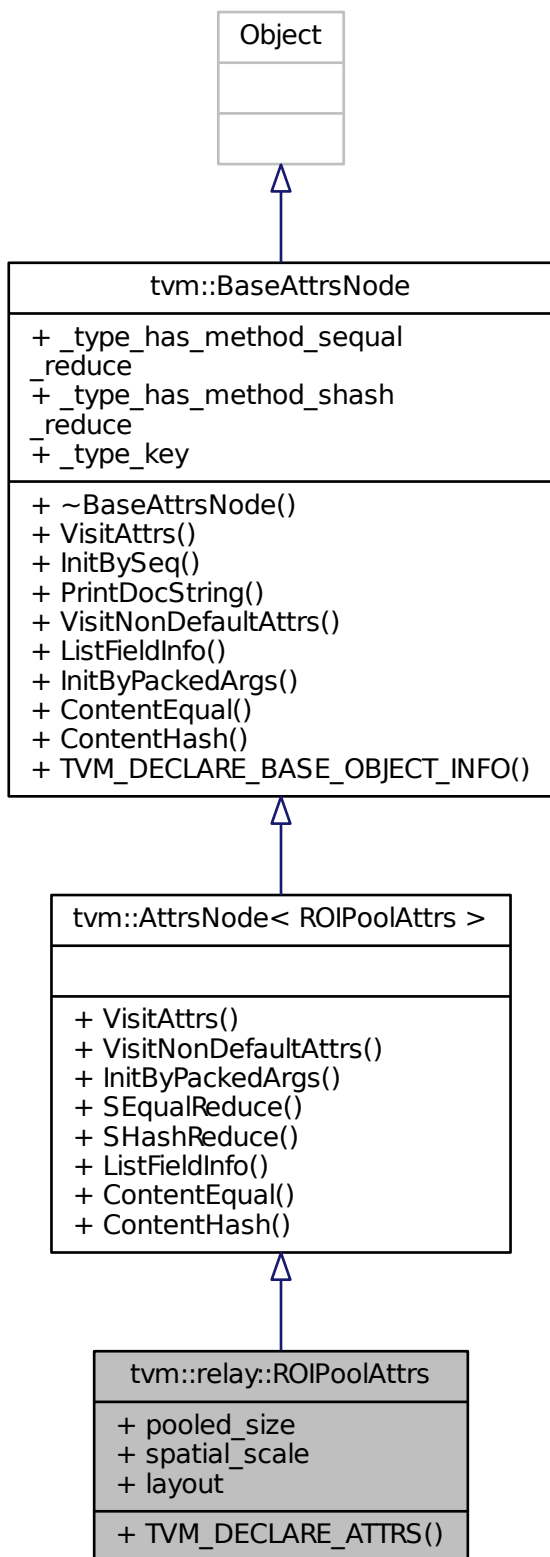 Object
tvm::BaseAttrsNode
+ _type_has_method_sequal
_reduce
+ _type_has_method_shash
_reduce
+ _type_key
+ ~BaseAttrsNode()
+ VisitAttrs()
+ InitBySeq()
+ PrintDocString()
+ VisitNonDefaultAttrs()
+ ListFieldInfo()
+ InitByPackedArgs()
+ ContentEqual()
+ ContentHash()
+ TVM_DECLARE_BASE_OBJECT_INFO()
tvm::AttrsNode< ROIPoolAttrs >
+ VisitAttrs()
+ VisitNonDefaultAttrs()
+ InitByPackedArgs()
+ SEqualReduce()
+ SHashReduce()
+ ListFieldInfo()
+ ContentEqual()
+ ContentHash()
tvm::relay::ROIPoolAttrs
+ pooled_size
+ spatial_scale
+ layout
+ TVM_DECLARE_ATTRS()